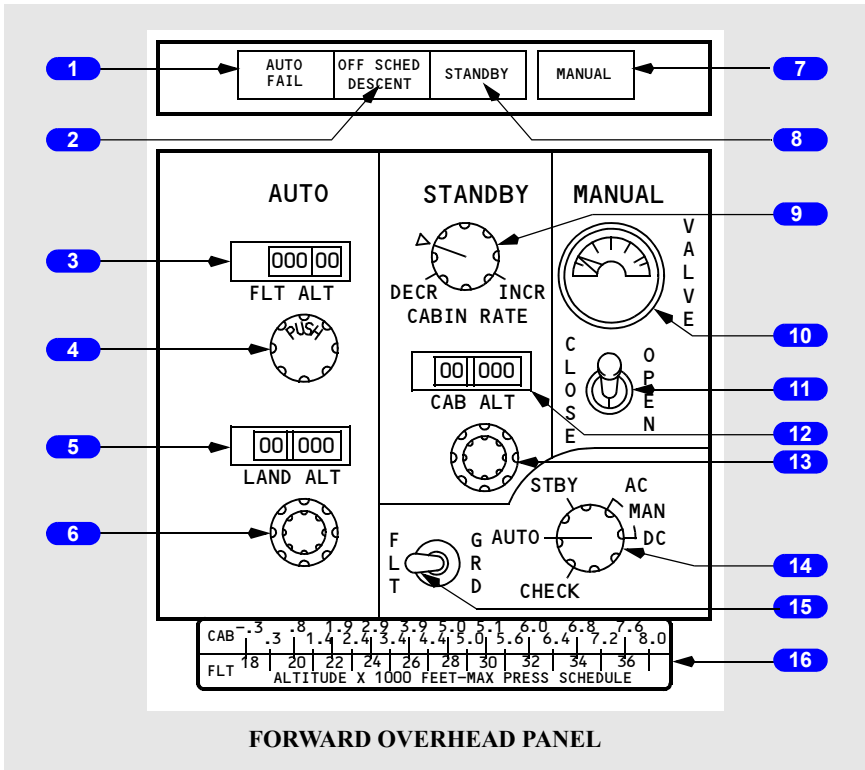 1
AUTO FAIL
OFF SCHED DESCENT
STANDBY
MANUAL
7
2
8
AUTO
STANDBY
MANUAL
9
3
000 00
FLT ALT
DECR
INCR
CABIN RATE
VALVE
10
4
PUSH
CLOSE
OPEN
11
00 000
CAB ALT
12
5
00 000
LAND ALT
13
6
STBY
AC
MAN
DC
AUTO
CHECK
14
FLT
GRD
15
CAB -.3 .8 1.9 2.9 3.9 5.0 5.1 6.0 6.8 7.6
.3 1.4 2.4 3.4 4.4 5.0 5.6 6.4 7.2 8.0
16
FLT 18 20 22 24 26 28 30 32 34 36
ALTITUDE X 1000 FEET-MAX PRESS SCHEDULE
FORWARD OVERHEAD PANEL